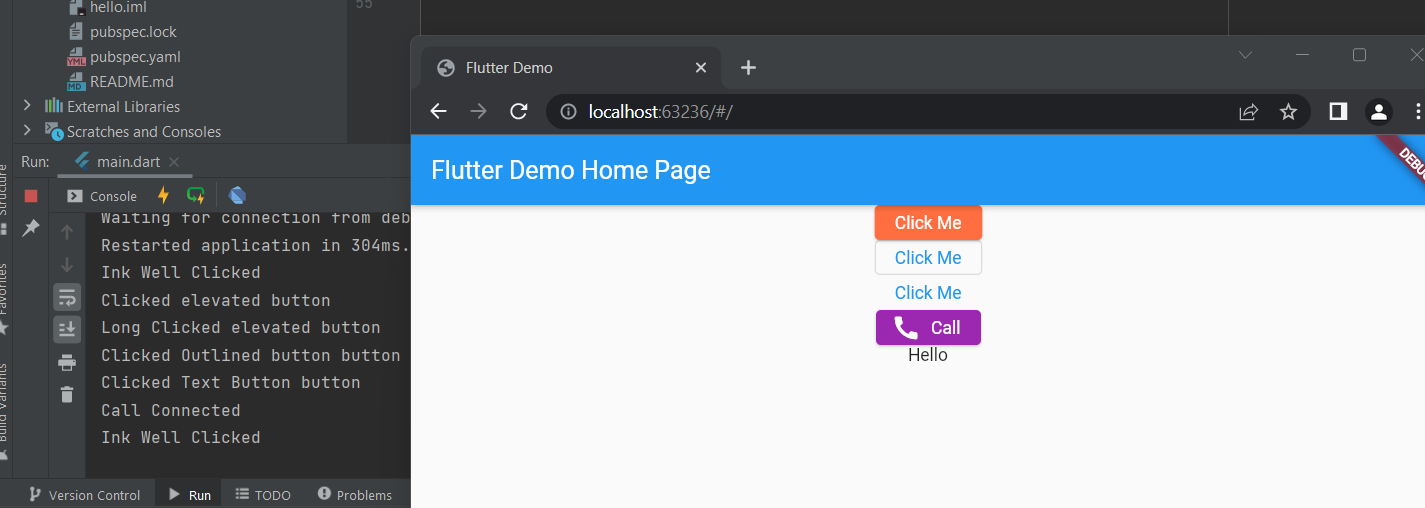 hello.iml
55
pubspec.lock
pubspec.yaml
README.md
External Libraries
Scratches and Consoles
Run: main.dart
Console
Waiting for connection from deb
Restarted application in 304ms.
Ink Well Clicked
Clicked elevated button
Long Clicked elevated button
Clicked Outlined button button
Clicked Text Button button
Call Connected
Ink Well Clicked
Structure
Favorites
Build Variants
Version Control Run TODO Problems
Flutter Demo
localhost:63236/#/
Flutter Demo Home Page
DEBUG
Click Me
Click Me
Click Me
Call
Hello